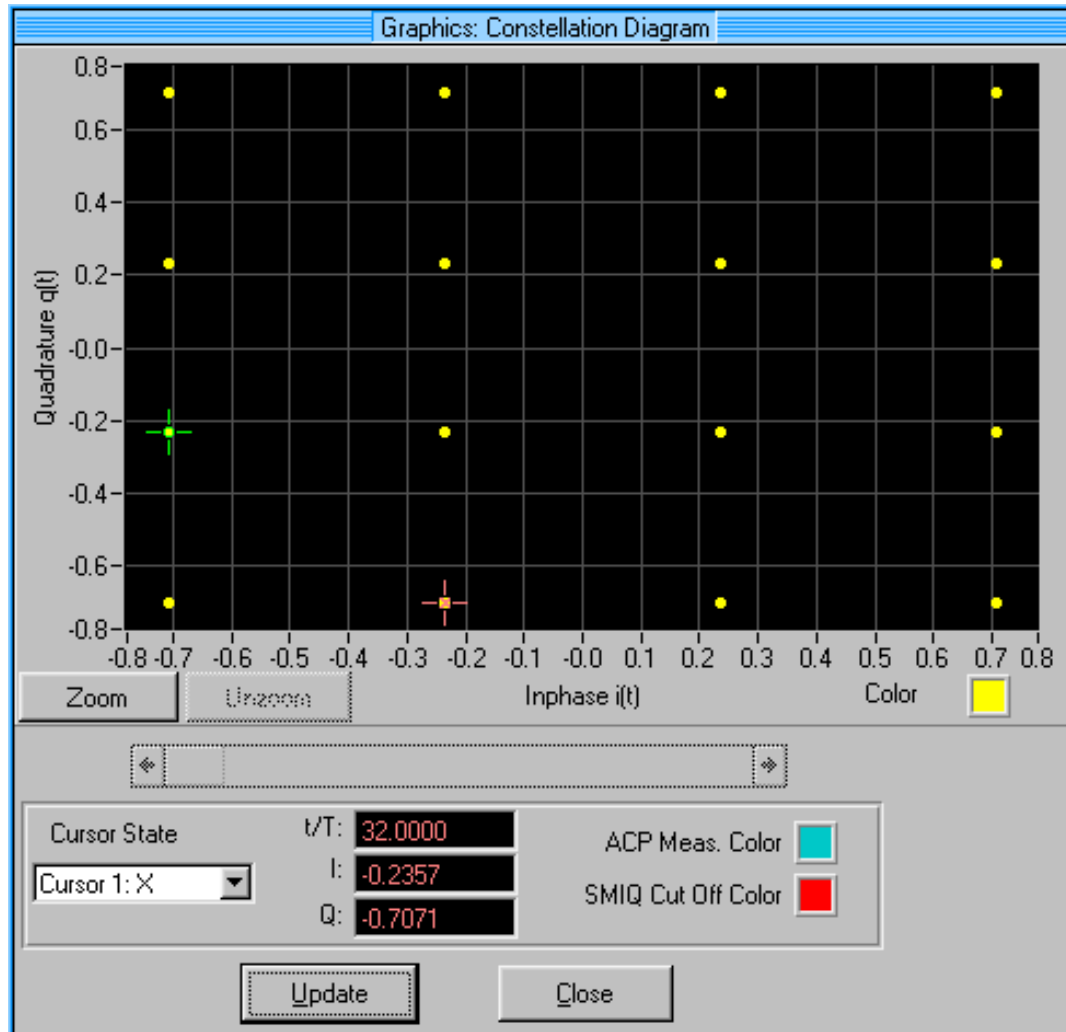 Graphics: Constellation Diagram
0.8
0.6
0.4
0.2
-0.0
-0.2
-0.4
-0.6
-0.8
Quadrature q(t)
-0.8 -0.7 -0.6 -0.5 -0.4 -0.3 -0.2 -0.1 -0.0 0.1 0.2 0.3 0.4 0.5 0.6 0.7 0.8
Zoom Unzoom Inphase i(t) Color
Cursor State
Cursor 1: X
t/T: 32.0000
I: -0.2357
Q: -0.7071
ACP Meas. Color
SMIQ Cut Off Color
Update Close